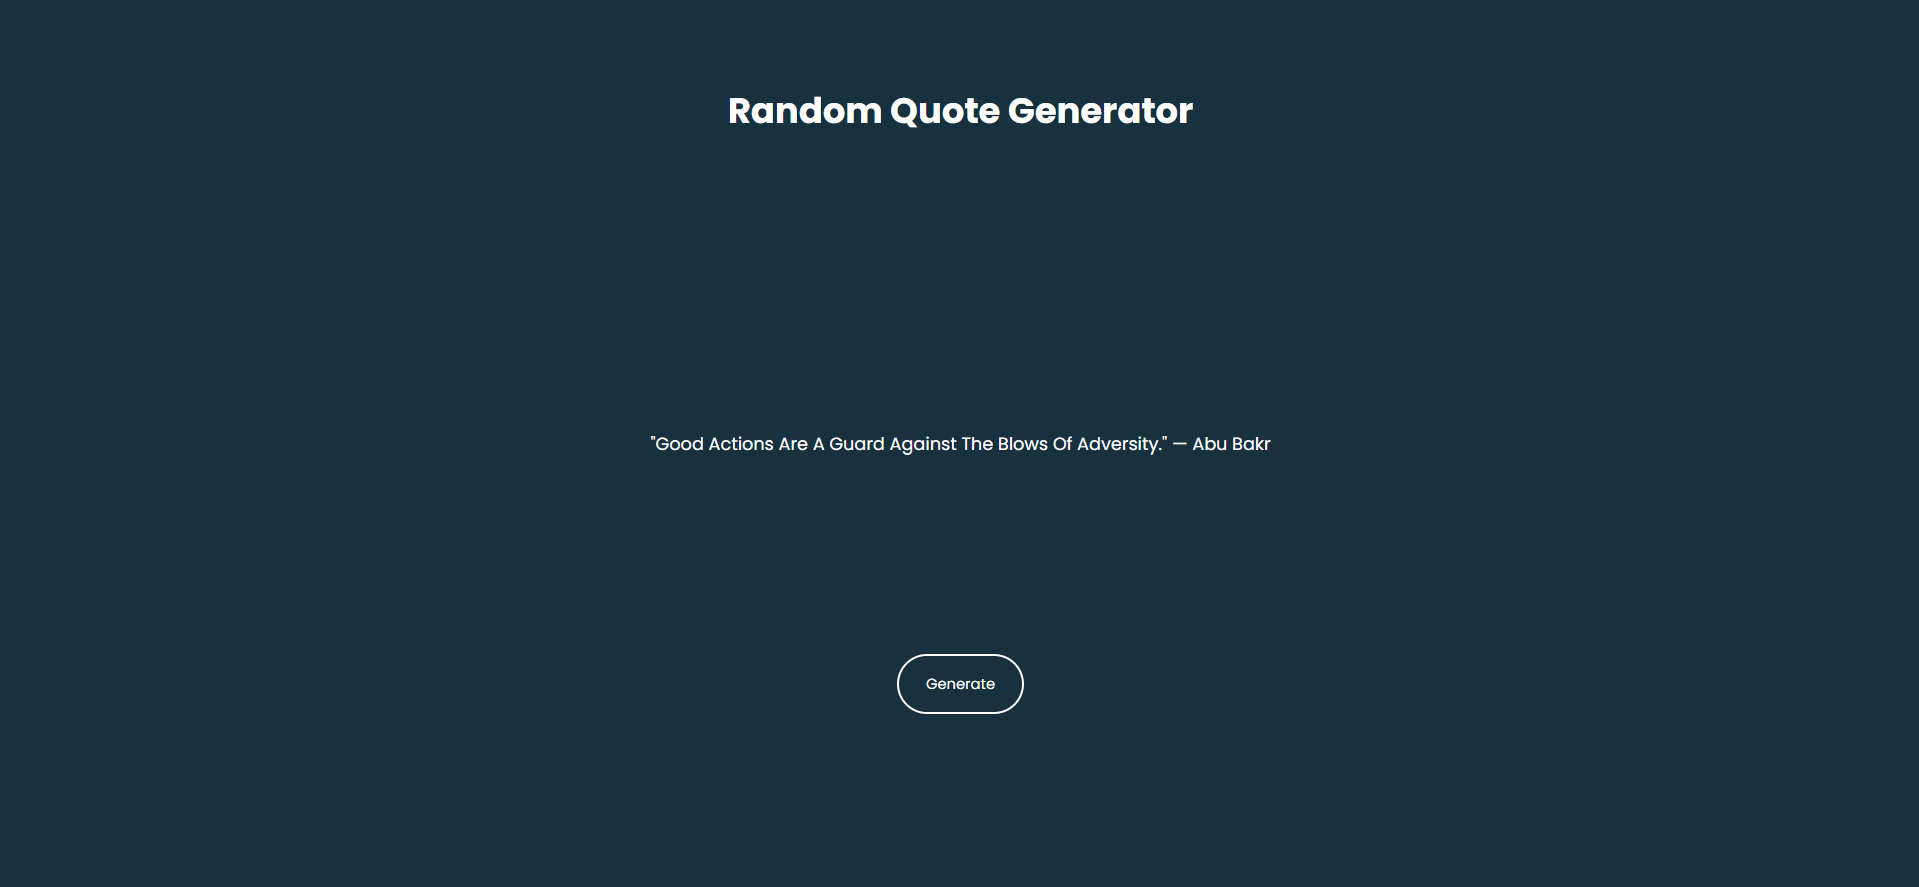 Random Quote Generator
"Good Actions Are A Guard Against The Blows Of Adversity." — Abu Bakr
Generate